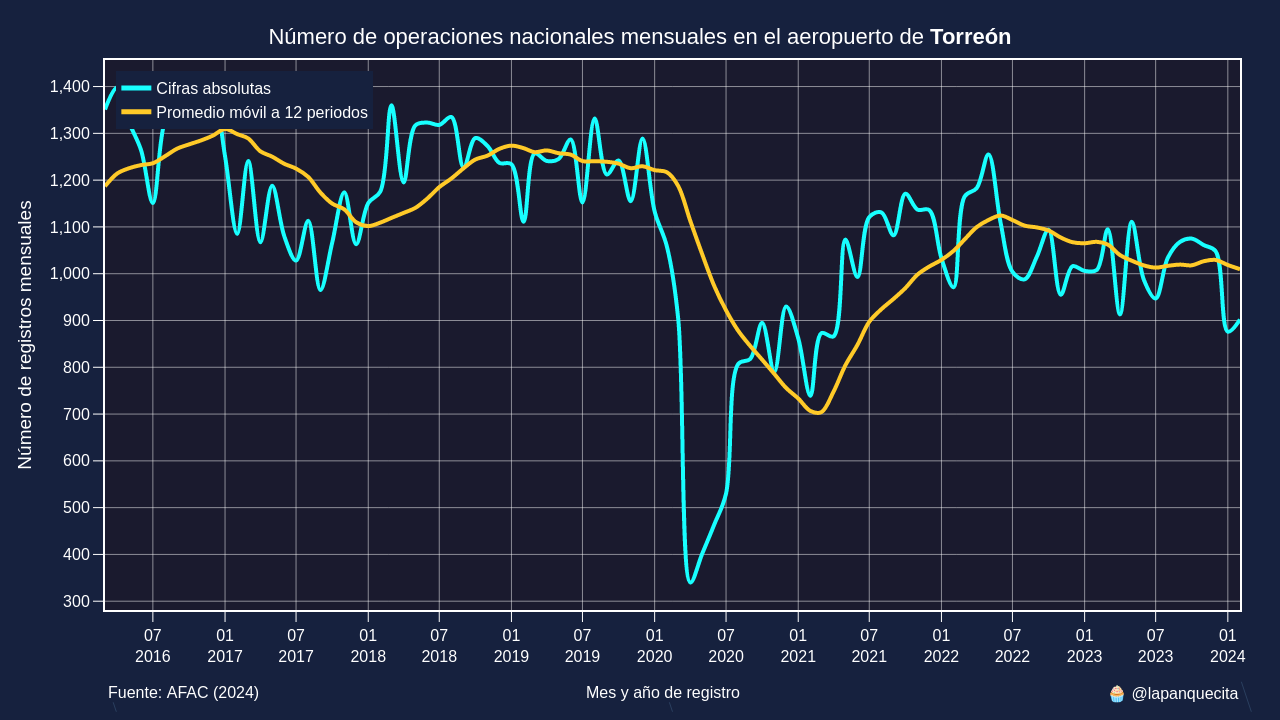 Número de operaciones nacionales mensuales en el aeropuerto de Torreón
Cifras absolutas
Promedio móvil a 12 periodos
Número de registros mensuales
1,400
1,300
1,200
1,100
1,000
900
800
700
600
500
400
300
07 01 07 01 07 01 07 01 07 01 07 01 07 01 07 01
2016 2017 2017 2018 2018 2019 2019 2020 2020 2021 2021 2022 2022 2023 2023 2024
Fuente: AFAC (2024) Mes y año de registro 🧁 @lapanquecita